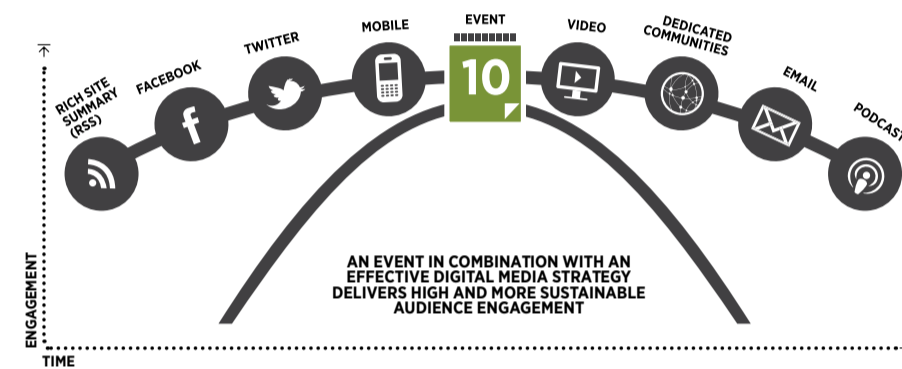 RICH SITE
SUMMARY
(RSS)
FACEBOOK
TWITTER
MOBILE
EVENT
10
VIDEO
DEDICATED
COMMUNITIES
EMAIL
PODCAST
AN EVENT IN COMBINATION WITH AN
EFFECTIVE DIGITAL MEDIA STRATEGY
DELIVERS HIGH AND MORE SUSTAINABLE
AUDIENCE ENGAGEMENT
ENGAGEMENT
TIME